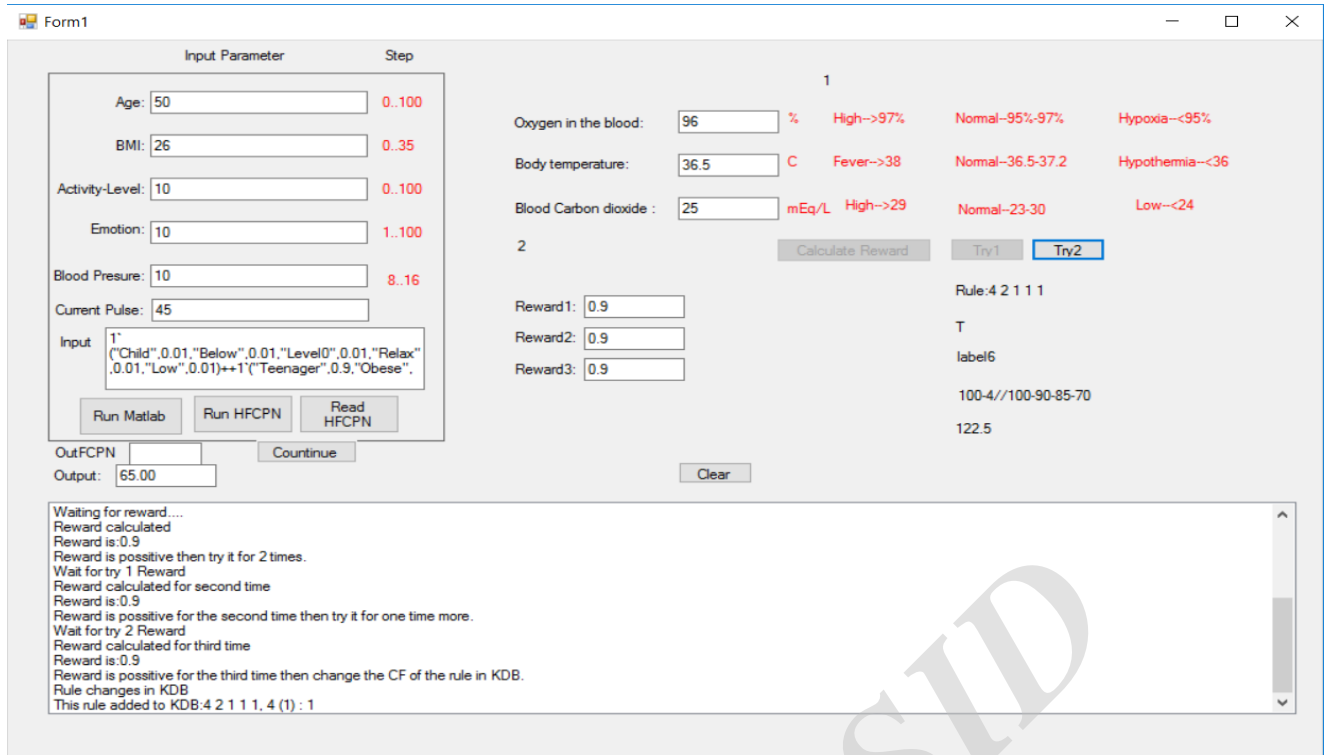 Form1
Input Parameter Step
Age: 50 0..100
BMI: 26 0..35
Activity-Level: 10 0..100
Emotion: 10 1..100
Blood Presure: 10 8..16
Current Pulse: 45
Input 1`
("Child",0.01,"Below",0.01,"Level0",0.01,"Relax"
,0.01,"Low",0.01)++1`("Teenager",0.9,"Obese",
Run Matlab Run HFCPN Read
HFCPN
OutFCPN Countinue
Output: 65.00
1
Oxygen in the blood: 96 % High-->97% Normal--95%-97% Hypoxia--<95%
Body temperature: 36.5 C Fever-->38 Normal--36.5-37.2 Hypothermia--<36
Blood Carbon dioxide : 25 mEq/L High-->29 Normal--23-30 Low--<24
2 Calculate Reward Try1 Try2
Rule:4 2 1 1 1
Reward1: 0.9
T
Reward2: 0.9
label6
Reward3: 0.9
100-4//100-90-85-70
122.5
Clear
Waiting for reward....
Reward calculated
Reward is:0.9
Reward is possitive then try it for 2 times.
Wait for try 1 Reward
Reward calculated for second time
Reward is:0.9
Reward is possitive for the second time then try it for one time more.
Wait for try 2 Reward
Reward calculated for third time
Reward is:0.9
Reward is possitive for the third time then change the CF of the rule in KDB.
Rule changes in KDB
This rule added to KDB:4 2 1 1 1, 4 (1) : 1
SID